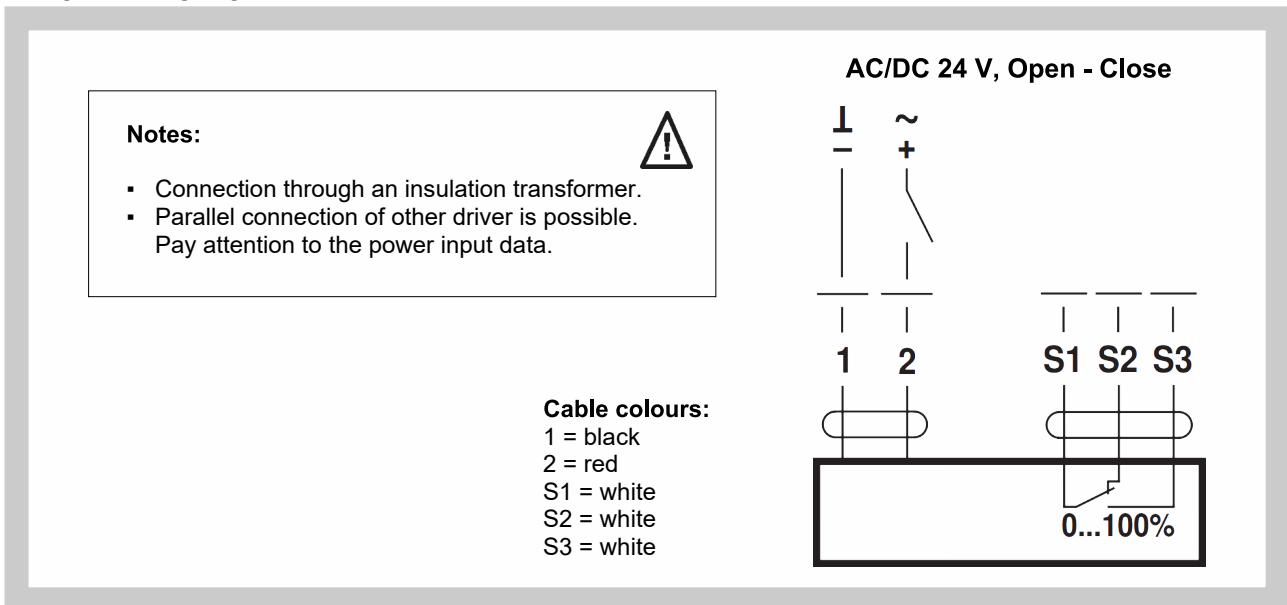 AC/DC 24 V, Open - Close
Notes:
▪ Connection through an insulation transformer.
▪ Parallel connection of other driver is possible.
Pay attention to the power input data.
⊥ ~
– +
1 2 S1 S2 S3
Cable colours:
1 = black
2 = red
S1 = white
S2 = white
S3 = white
0...100%